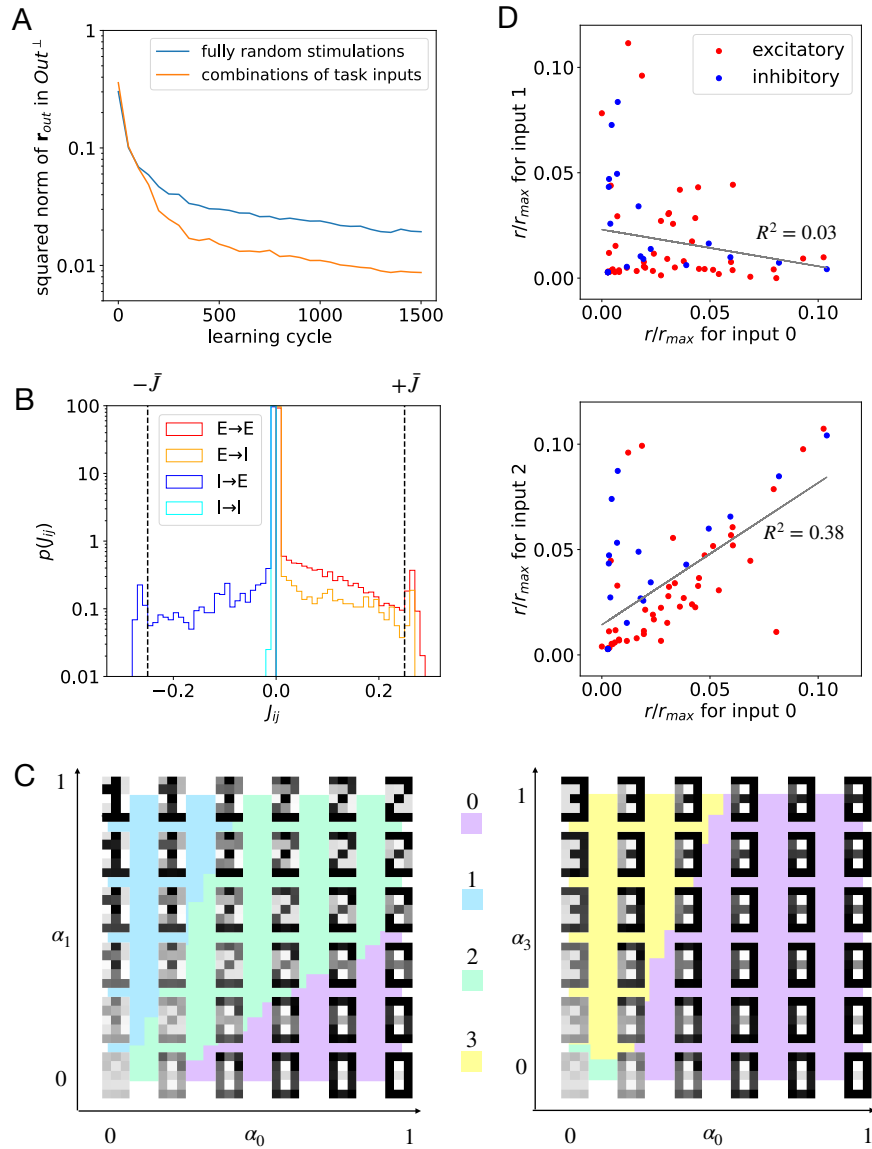 A
1
0.1
0.01
squared norm of r_out in Out^⊥
fully random stimulations
combinations of task inputs
0
500
1000
1500
learning cycle
B
−J̄
+J̄
100
10
1
0.1
0.01
p(J_ij)
E→E
E→I
I→E
I→I
−0.2
0.0
0.2
J_ij
D
0.10
0.05
0.00
r/r_max for input 1
excitatory
inhibitory
R² = 0.03
0.00
0.05
0.10
r/r_max for input 0
0.10
0.05
0.00
r/r_max for input 2
R² = 0.38
0.00
0.05
0.10
r/r_max for input 0
C
1
α₁
0
0
α₀
1
0
1
2
3
1
α₃
0
0
α₀
1